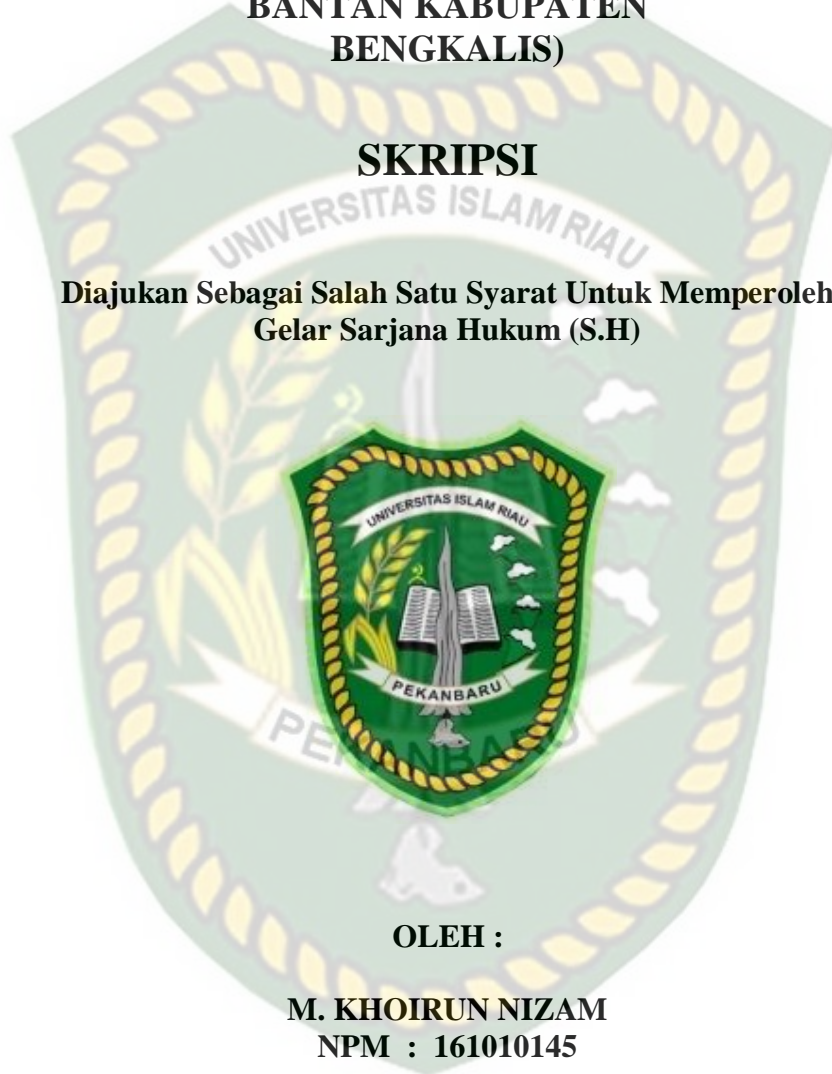 BANTAN KABUPATEN
BENGKALIS)
SKRIPSI
UNIVERSITAS ISLAM RIAU
Diajukan Sebagai Salah Satu Syarat Untuk Memperoleh
Gelar Sarjana Hukum (S.H)
UNIVERSITAS ISLAM RIAU
PEKANBARU
PEKANBARU
OLEH :
M. KHOIRUN NIZAM
NPM : 161010145